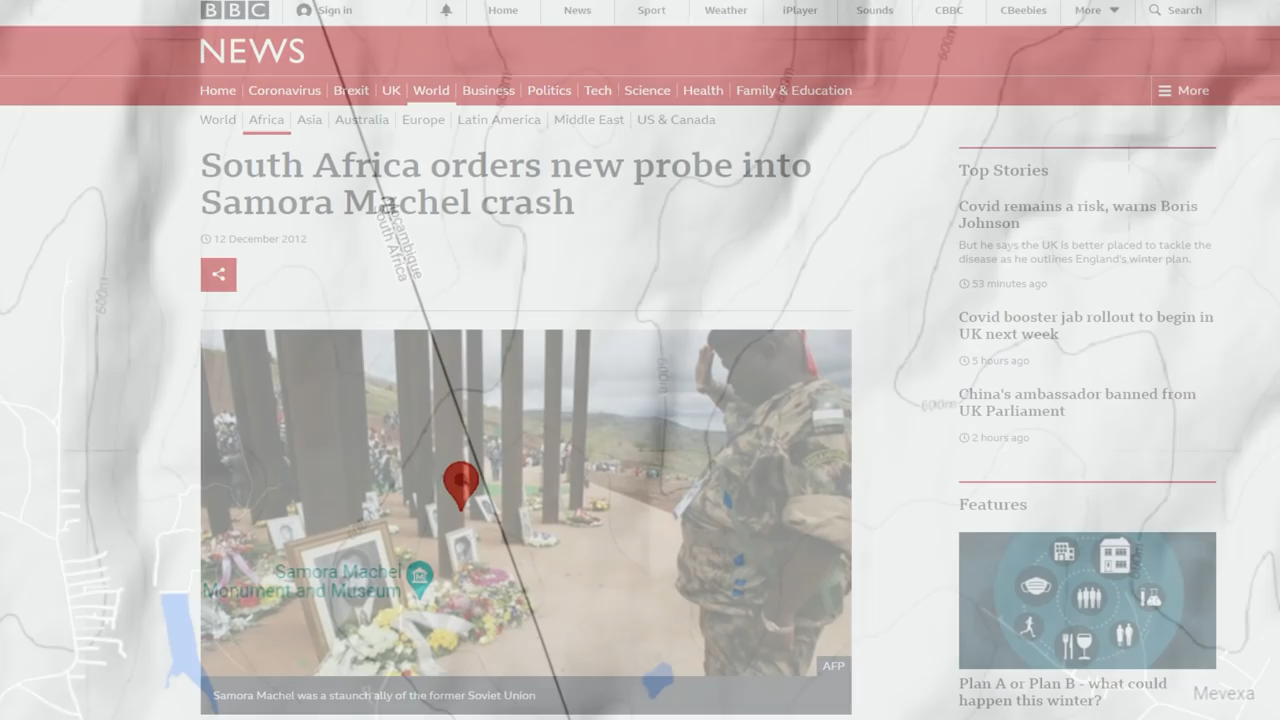 BBC
Sign in
Home
News
Sport
Weather
iPlayer
Sounds
CBBC
CBeebies
More
Search
NEWS
Home
Coronavirus
Brexit
UK
World
Business
Politics
Tech
Science
Health
Family & Education
More
World
Africa
Asia
Australia
Europe
Latin America
Middle East
US & Canada
South Africa orders new probe into
Samora Machel crash
12 December 2012
Moçambique
South Africa
600m
600m
600m
600m
Samora Machel
Monument and Museum
AFP
Samora Machel was a staunch ally of the former Soviet Union
Top Stories
Covid remains a risk, warns Boris
Johnson
But he says the UK is better placed to tackle the
disease as he outlines England's winter plan.
53 minutes ago
Covid booster jab rollout to begin in
UK next week
5 hours ago
China's ambassador banned from
UK Parliament
2 hours ago
Features
Plan A or Plan B - what could
happen this winter?
Mevexa